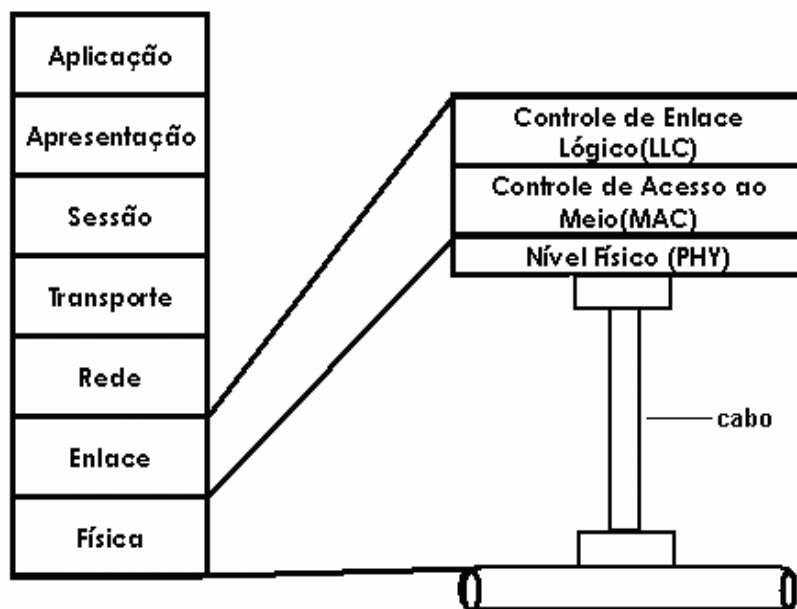 Aplicação
Apresentação
Sessão
Transporte
Rede
Enlace
Física
Controle de Enlace
Lógico(LLC)
Controle de Acesso ao
Meio(MAC)
Nível Físico (PHY)
cabo